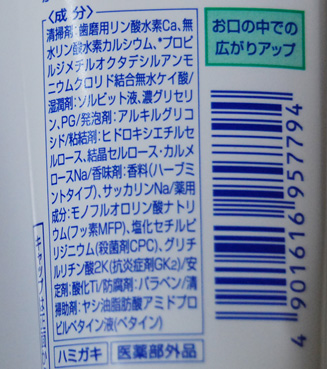 〈成 分〉
清掃剤:歯磨用リン酸水素Ca、無
水リン酸水素カルシウム、*プロピ
ルジメチルオクタデシルアンモ
ニウムクロリド結合無水ケイ酸/
湿潤剤:ソルビット液、濃グリセリ
ン、PG/発泡剤:アルキルグリコ
シド/粘結剤:ヒドロキシエチルセ
ルロース、結晶セルロース・カルメ
ロースNa/香味剤:香料(ハーブミ
ントタイプ)、サッカリンNa/薬用
成分:モノフルオロリン酸ナトリ
ウム(フッ素MFP)、塩化セチルピ
リジニウム(殺菌剤CPC)、グリチ
ルリチン酸2K(抗炎症剤GK2)/安
定剤:酸化Ti/防腐剤:パラベン/清
掃助剤:ヤシ油脂肪酸アミドプロ
ピルベタイン液(ベタイン)
ハミガキ
医薬部外品
お口の中での
広がりアップ
4901616957794